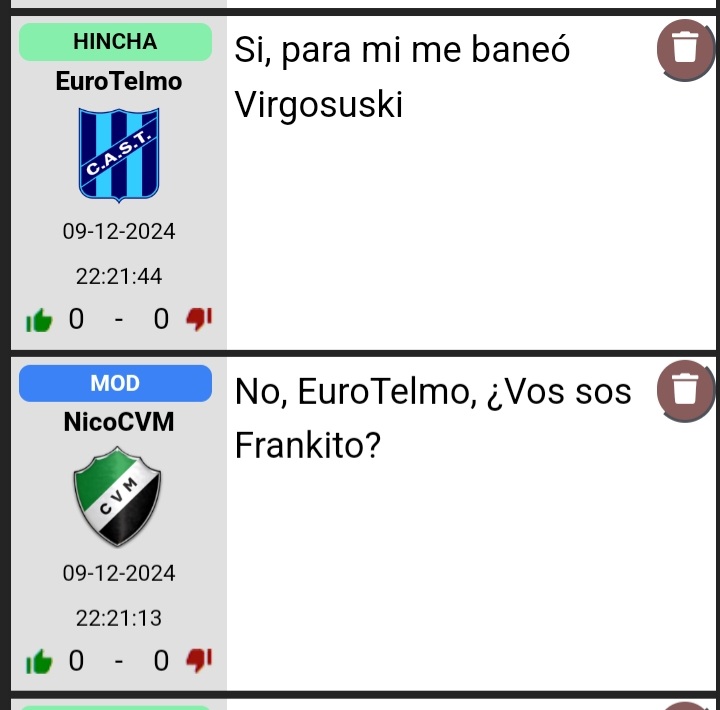 HINCHA
EuroTelmo
C.A.S.T.
09-12-2024
22:21:44
0 - 0
Si, para mi me baneó
Virgosuski
MOD
NicoCVM
CVM
09-12-2024
22:21:13
0 - 0
No, EuroTelmo, ¿Vos sos
Frankito?